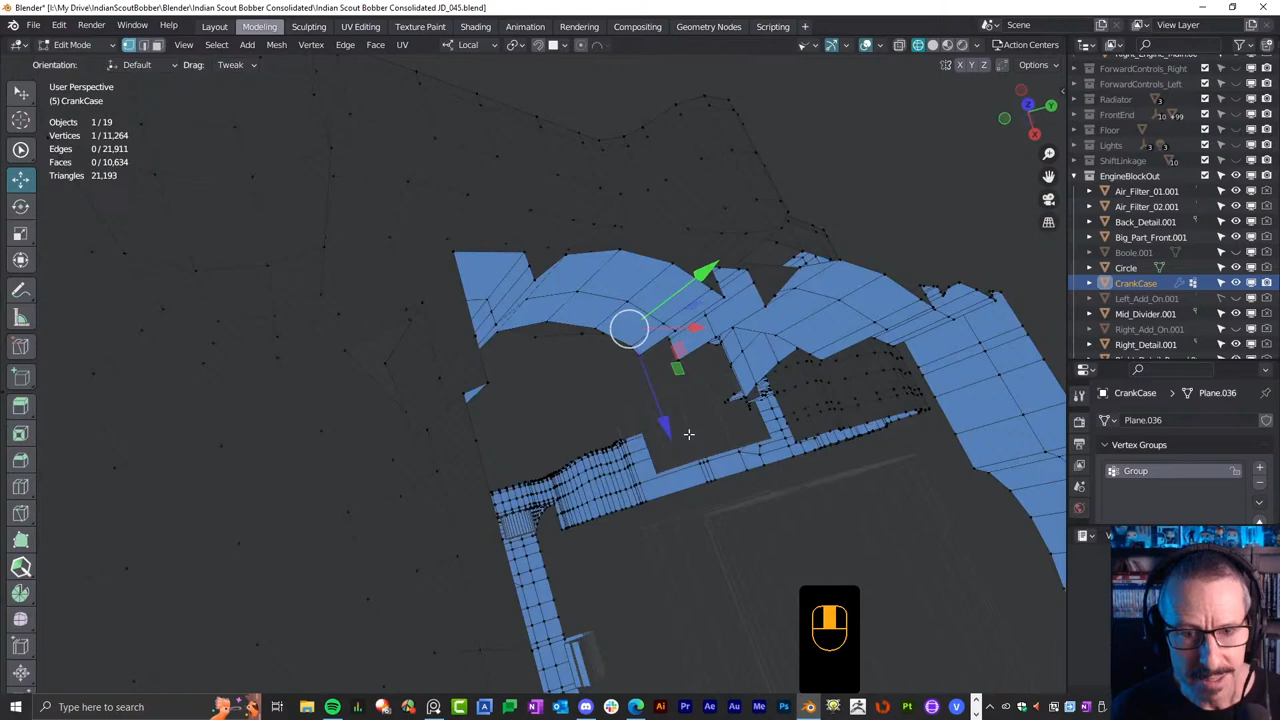 Blender* [I:\My Drive\IndianScoutBobber\Blender\Indian Scout Bobber Consolidated\Indian Scout Bobber Consolidated JD_045.blend]
File Edit Render Window Help Layout Modeling Sculpting UV Editing Texture Paint Shading Animation Rendering Compositing Geometry Nodes Scripting + Scene View Layer
Edit Mode View Select Add Mesh Vertex Edge Face UV Local Action Centers
Orientation: Default Drag: Tweak X Y Z Options
User Perspective
(5) CrankCase
Objects 1 / 19
Vertices 1 / 11,264
Edges 0 / 21,911
Faces 0 / 10,634
Triangles 21,193
Z
Y
X
ForwardControls_Right
ForwardControls_Left
Radiator 3
FrontEnd 10 +99
Floor
Lights 3 3
ShiftLinkage 10
EngineBlockOut
Air_Filter_01.001
Air_Filter_02.001
Back_Detail.001
Big_Part_Front.001
Boole.001
Circle
CrankCase
Left_Add_On.001
Mid_Divider.001
Right_Add_On.001
Right_Detail.001
CrankCase > Plane.036
Plane.036
Vertex Groups
Group
Type here to search